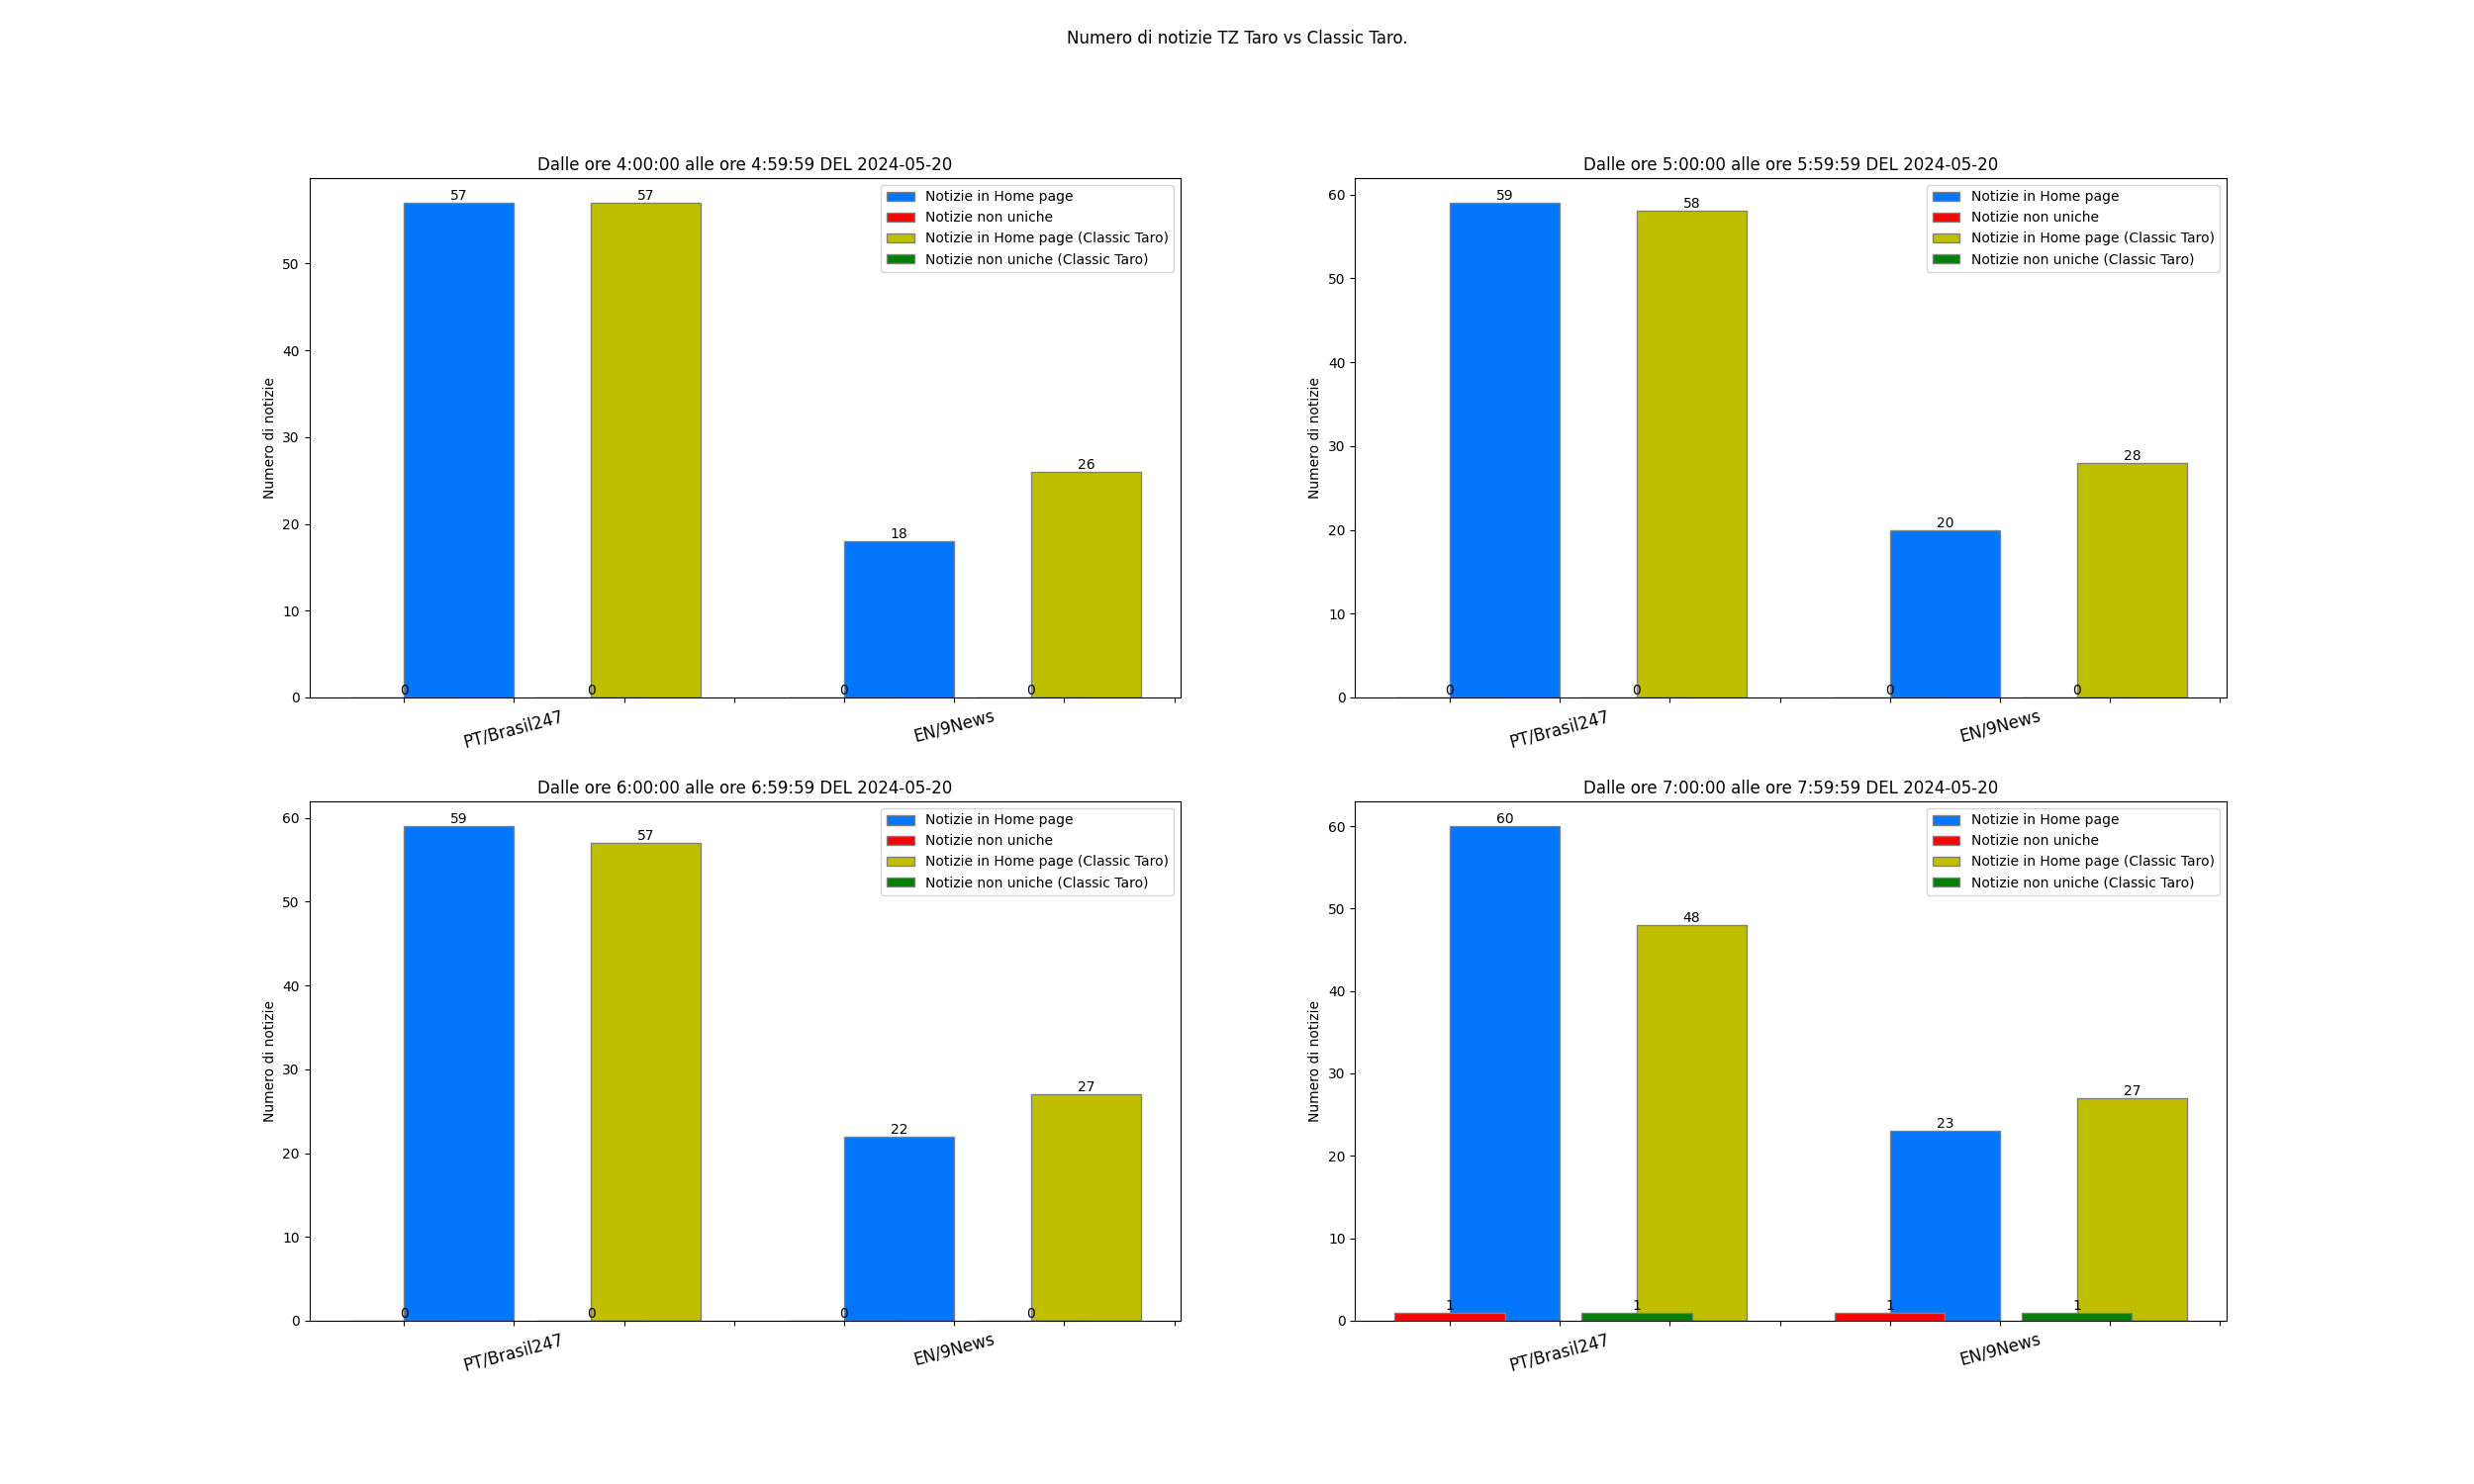 Numero di notizie TZ Taro vs Classic Taro.
Dalle ore 4:00:00 alle ore 4:59:59 DEL 2024-05-20
Numero di notizie
50
40
30
20
10
0
57
57
18
26
0
0
0
0
PT/Brasil247
EN/9News
Notizie in Home page
Notizie non uniche
Notizie in Home page (Classic Taro)
Notizie non uniche (Classic Taro)
Dalle ore 5:00:00 alle ore 5:59:59 DEL 2024-05-20
Numero di notizie
60
50
40
30
20
10
0
59
58
20
28
0
0
0
0
PT/Brasil247
EN/9News
Notizie in Home page
Notizie non uniche
Notizie in Home page (Classic Taro)
Notizie non uniche (Classic Taro)
Dalle ore 6:00:00 alle ore 6:59:59 DEL 2024-05-20
Numero di notizie
60
50
40
30
20
10
0
59
57
22
27
0
0
0
0
PT/Brasil247
EN/9News
Notizie in Home page
Notizie non uniche
Notizie in Home page (Classic Taro)
Notizie non uniche (Classic Taro)
Dalle ore 7:00:00 alle ore 7:59:59 DEL 2024-05-20
Numero di notizie
60
50
40
30
20
10
0
60
48
23
27
1
1
1
1
PT/Brasil247
EN/9News
Notizie in Home page
Notizie non uniche
Notizie in Home page (Classic Taro)
Notizie non uniche (Classic Taro)